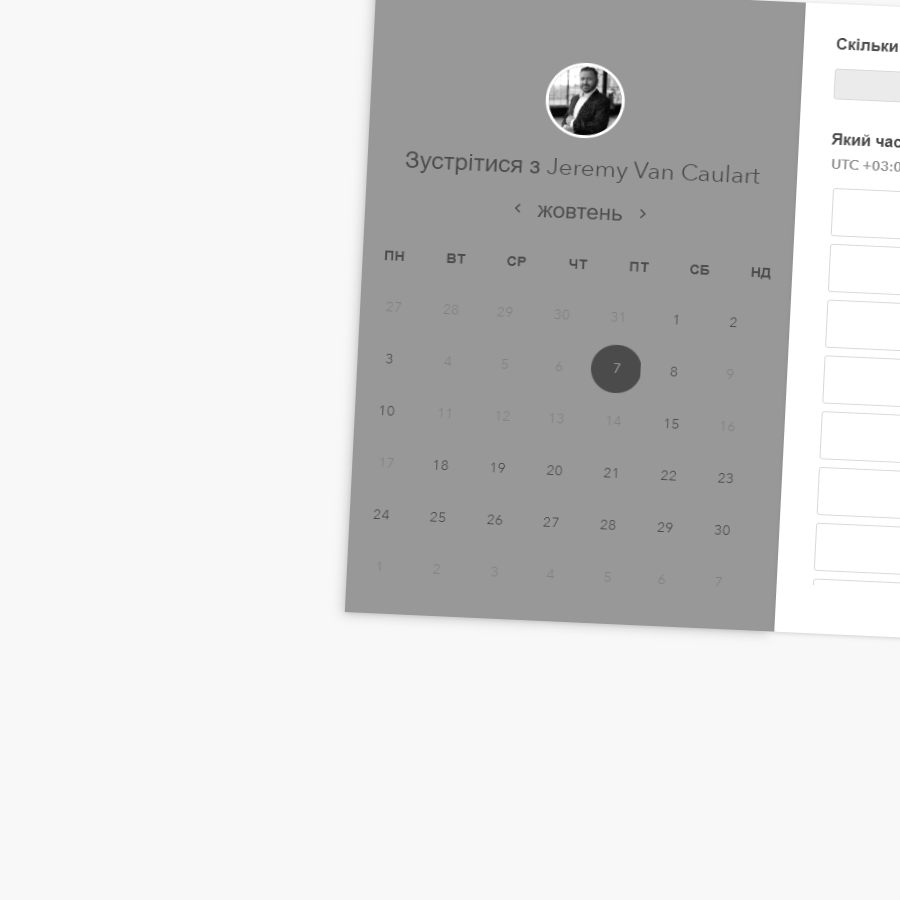 Зустрітися з Jeremy Van Caulart
жовтень
ПН ВТ СР ЧТ ПТ СБ НД
27 28 29 30 31 1 2
3 4 5 6 7 8 9
10 11 12 13 14 15 16
17 18 19 20 21 22 23
24 25 26 27 28 29 30
1 2 3 4 5 6 7
Скільки
Який час
UTC +03:0